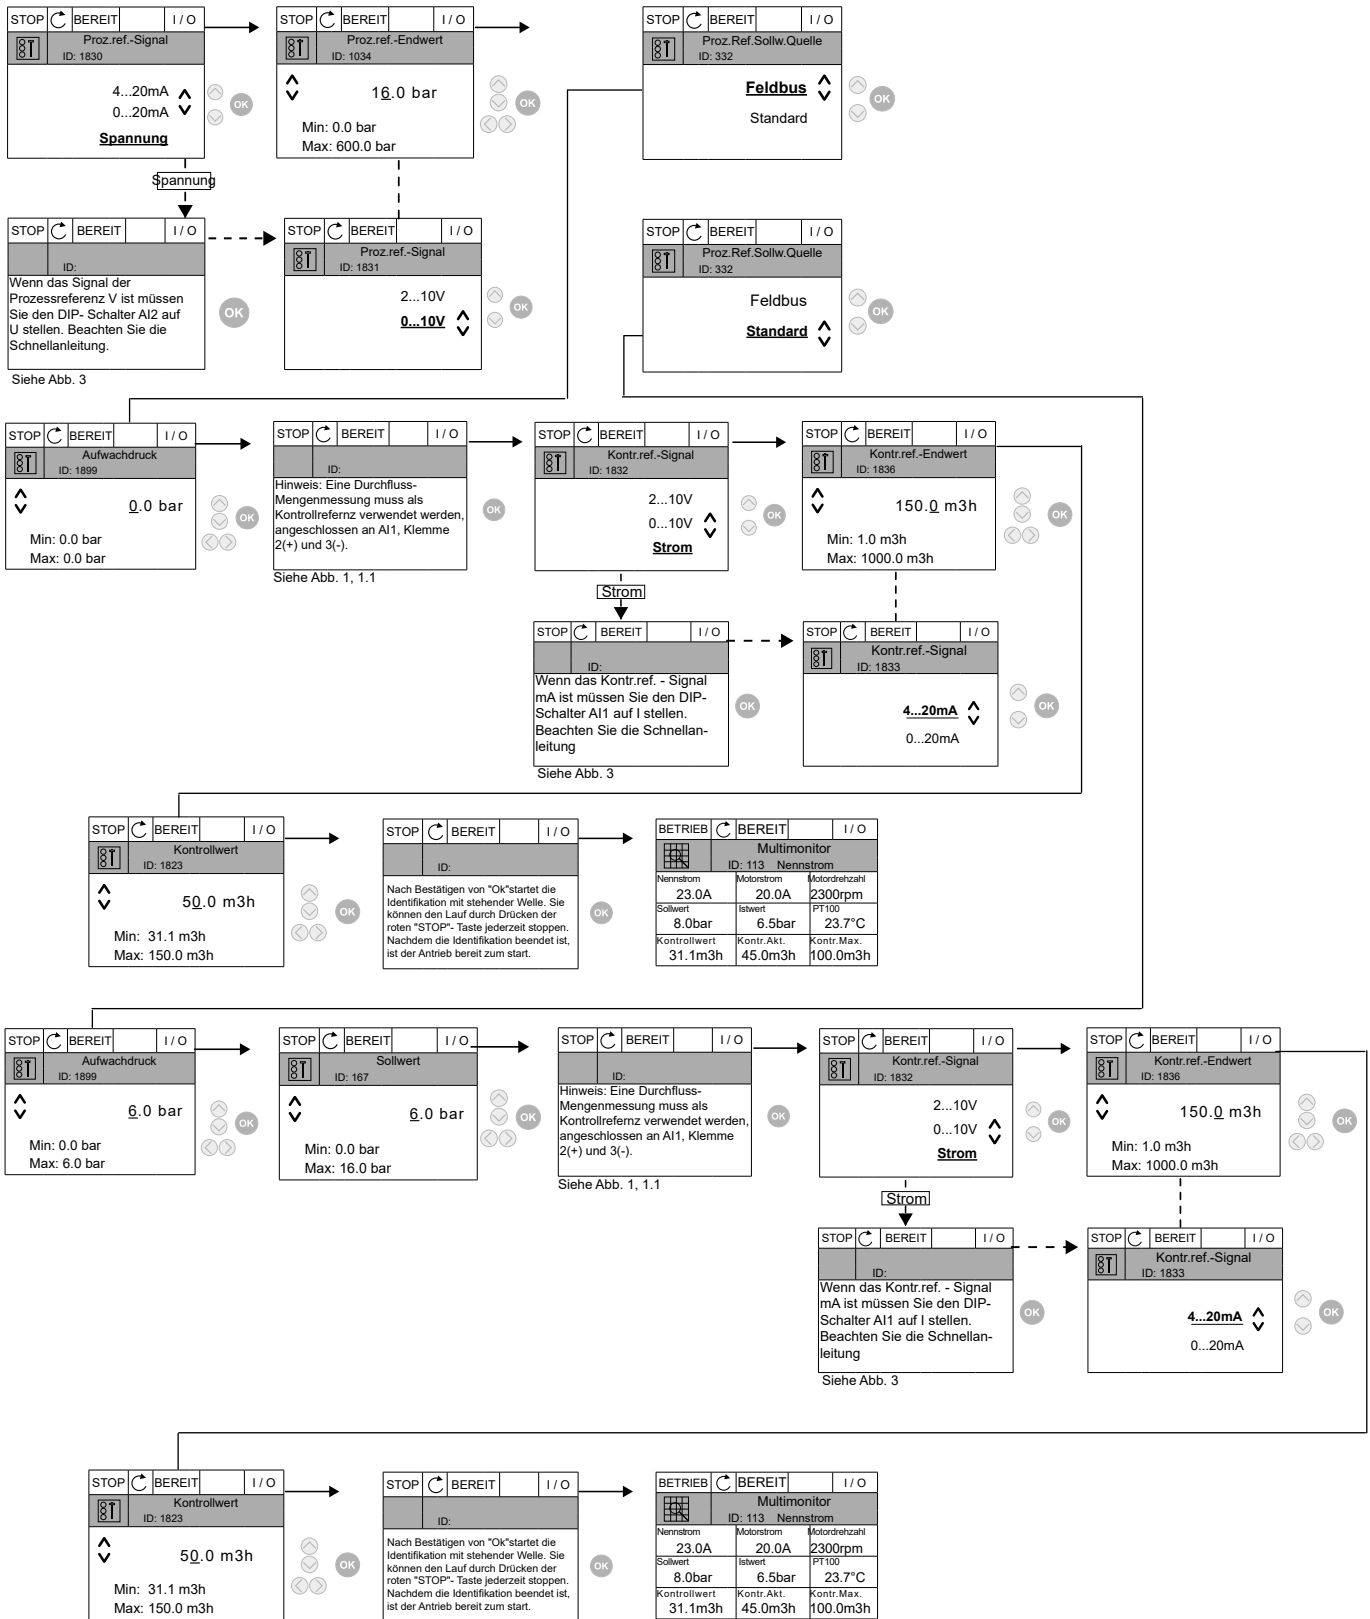 STOP BEREIT I / O
Proz.ref.-Signal
ID: 1830
4...20mA
0...20mA
Spannung
OK
STOP BEREIT I / O
Proz.ref.-Endwert
ID: 1034
16.0 bar
Min: 0.0 bar
Max: 600.0 bar
OK
STOP BEREIT I / O
Proz.Ref.Sollw.Quelle
ID: 332
Feldbus
Standard
OK
Spannung
STOP BEREIT I / O
ID:
Wenn das Signal der
Prozessreferenz V ist müssen
Sie den DIP- Schalter AI2 auf
U stellen. Beachten Sie die
Schnellanleitung.
OK
Siehe Abb. 3
STOP BEREIT I / O
Proz.ref.-Signal
ID: 1831
2...10V
0...10V
OK
STOP BEREIT I / O
Proz.Ref.Sollw.Quelle
ID: 332
Feldbus
Standard
OK
STOP BEREIT I / O
Aufwachdruck
ID: 1899
0.0 bar
Min: 0.0 bar
Max: 0.0 bar
OK
STOP BEREIT I / O
ID:
Hinweis: Eine Durchfluss-
Mengenmessung muss als
Kontrollrefernz verwendet werden,
angeschlossen an AI1, Klemme
2(+) und 3(-).
OK
Siehe Abb. 1, 1.1
STOP BEREIT I / O
Kontr.ref.-Signal
ID: 1832
2...10V
0...10V
Strom
OK
STOP BEREIT I / O
Kontr.ref.-Endwert
ID: 1836
150.0 m3h
Min: 1.0 m3h
Max: 1000.0 m3h
OK
Strom
STOP BEREIT I / O
ID:
Wenn das Kontr.ref. - Signal
mA ist müssen Sie den DIP-
Schalter AI1 auf I stellen.
Beachten Sie die Schnellan-
leitung
OK
Siehe Abb. 3
STOP BEREIT I / O
Kontr.ref.-Signal
ID: 1833
4...20mA
0...20mA
OK
STOP BEREIT I / O
Kontrollwert
ID: 1823
50.0 m3h
Min: 31.1 m3h
Max: 150.0 m3h
OK
STOP BEREIT I / O
ID:
Nach Bestätigen von "Ok"startet die
Identifikation mit stehender Welle. Sie
können den Lauf durch Drücken der
roten "STOP"- Taste jederzeit stoppen.
Nachdem die Identifikation beendet ist,
ist der Antrieb bereit zum start.
OK
BETRIEB BEREIT I / O
Multimonitor
ID: 113 Nennstrom
Nennstrom Motorstrom Motordrehzahl
23.0A 20.0A 2300rpm
Sollwert Istwert PT100
8.0bar 6.5bar 23.7°C
Kontrollwert Kontr.Akt. Kontr.Max.
31.1m3h 45.0m3h 100.0m3h
STOP BEREIT I / O
Aufwachdruck
ID: 1899
6.0 bar
Min: 0.0 bar
Max: 6.0 bar
OK
STOP BEREIT I / O
Sollwert
ID: 167
6.0 bar
Min: 0.0 bar
Max: 16.0 bar
OK
STOP BEREIT I / O
ID:
Hinweis: Eine Durchfluss-
Mengenmessung muss als
Kontrollrefernz verwendet werden,
angeschlossen an AI1, Klemme
2(+) und 3(-).
OK
Siehe Abb. 1, 1.1
STOP BEREIT I / O
Kontr.ref.-Signal
ID: 1832
2...10V
0...10V
Strom
OK
STOP BEREIT I / O
Kontr.ref.-Endwert
ID: 1836
150.0 m3h
Min: 1.0 m3h
Max: 1000.0 m3h
OK
Strom
STOP BEREIT I / O
ID:
Wenn das Kontr.ref. - Signal
mA ist müssen Sie den DIP-
Schalter AI1 auf I stellen.
Beachten Sie die Schnellan-
leitung
OK
Siehe Abb. 3
STOP BEREIT I / O
Kontr.ref.-Signal
ID: 1833
4...20mA
0...20mA
OK
STOP BEREIT I / O
Kontrollwert
ID: 1823
50.0 m3h
Min: 31.1 m3h
Max: 150.0 m3h
OK
STOP BEREIT I / O
ID:
Nach Bestätigen von "Ok"startet die
Identifikation mit stehender Welle. Sie
können den Lauf durch Drücken der
roten "STOP"- Taste jederzeit stoppen.
Nachdem die Identifikation beendet ist,
ist der Antrieb bereit zum start.
OK
BETRIEB BEREIT I / O
Multimonitor
ID: 113 Nennstrom
Nennstrom Motorstrom Motordrehzahl
23.0A 20.0A 2300rpm
Sollwert Istwert PT100
8.0bar 6.5bar 23.7°C
Kontrollwert Kontr.Akt. Kontr.Max.
31.1m3h 45.0m3h 100.0m3h